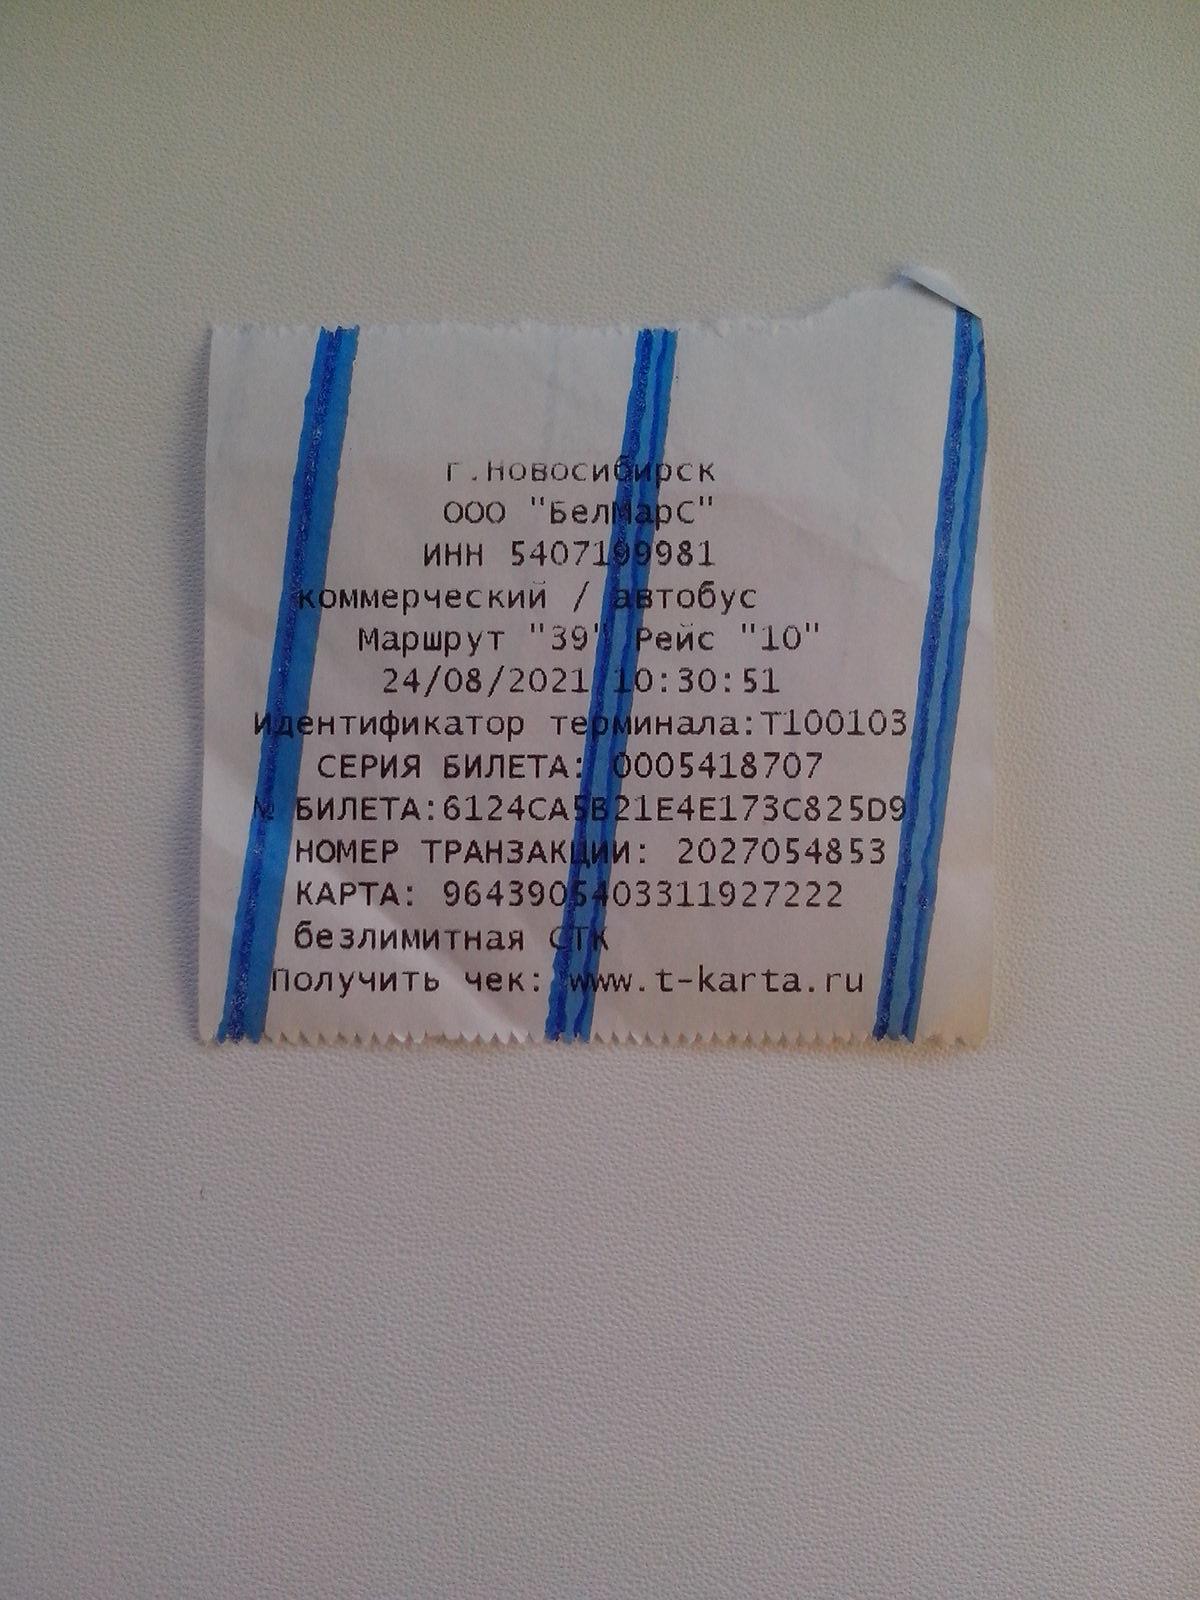 г.Новосибирск
ООО "БелМарС"
ИНН 5407199981
коммерческий / автобус
Маршрут "39" Рейс "10"
24/08/2021 10:30:51
Идентификатор терминала:T100103
СЕРИЯ БИЛЕТА: 0005418707
№ БИЛЕТА:6124CA5B21E4E173C825D9
НОМЕР ТРАНЗАКЦИИ: 2027054853
КАРТА: 9643905403311927222
безлимитная СТК
Получить чек: www.t-karta.ru